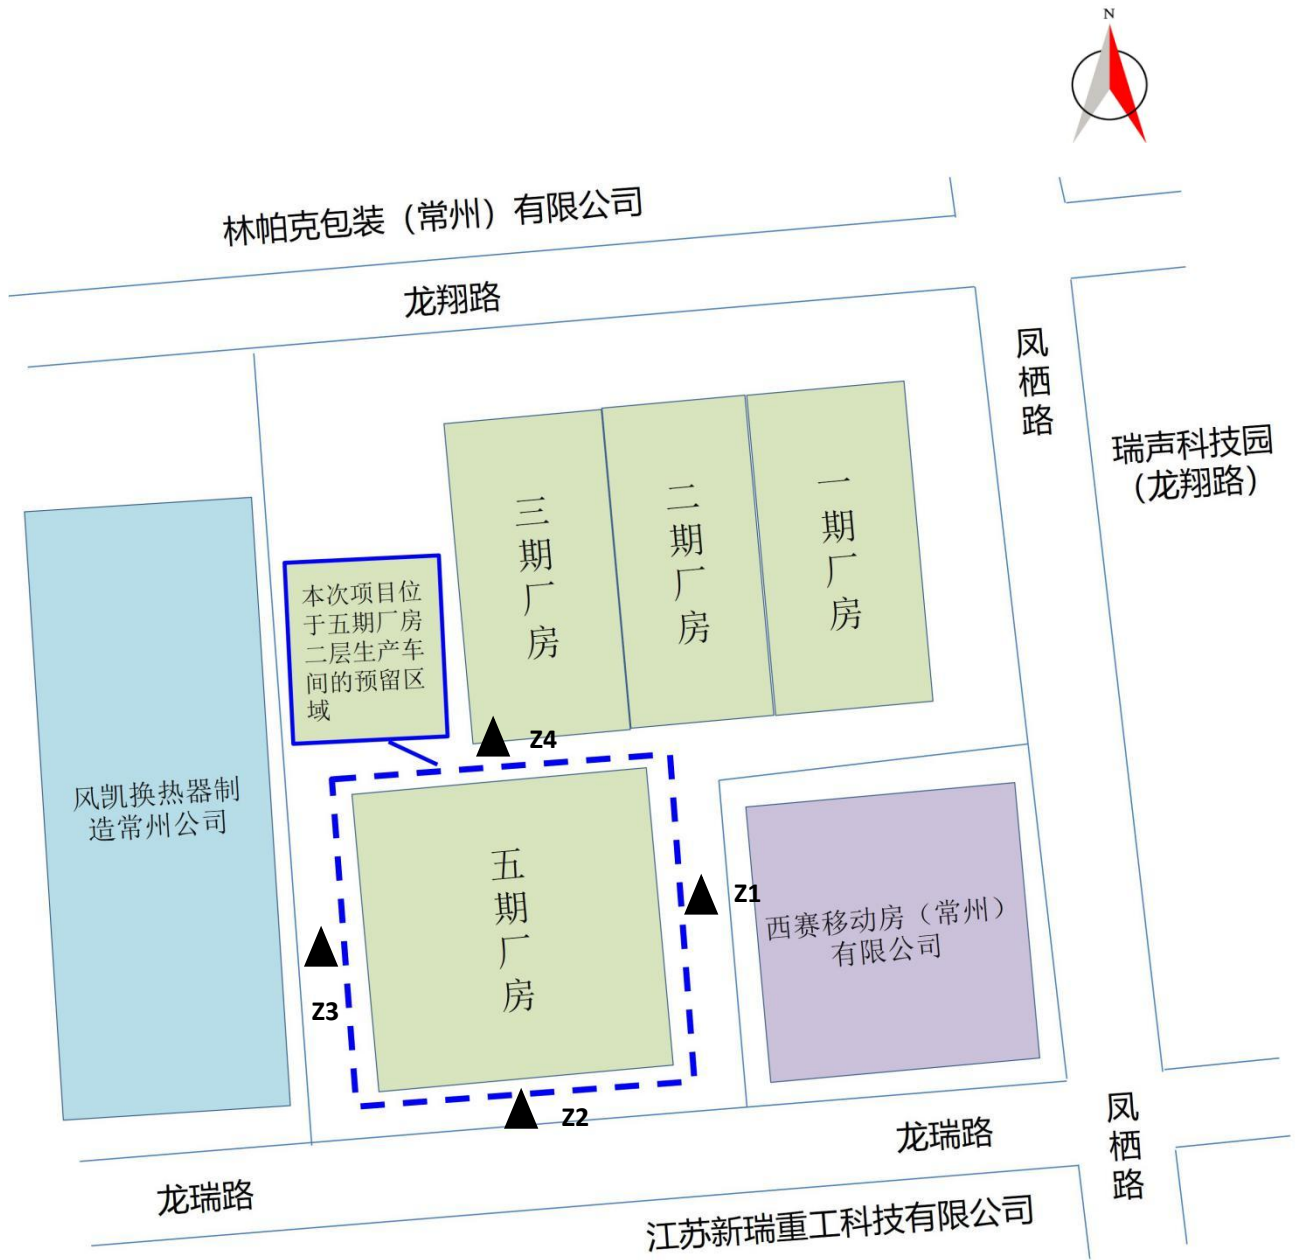 N
林帕克包装（常州）有限公司
龙翔路
凤栖路
瑞声科技园
（龙翔路）
三期厂房
二期厂房
一期厂房
本次项目位
于五期厂房
二层生产车
间的预留区
域
Z4
风凯换热器制
造常州公司
五期厂房
Z1
西赛移动房（常州）
有限公司
Z3
Z2
龙瑞路
凤栖路
龙瑞路
江苏新瑞重工科技有限公司